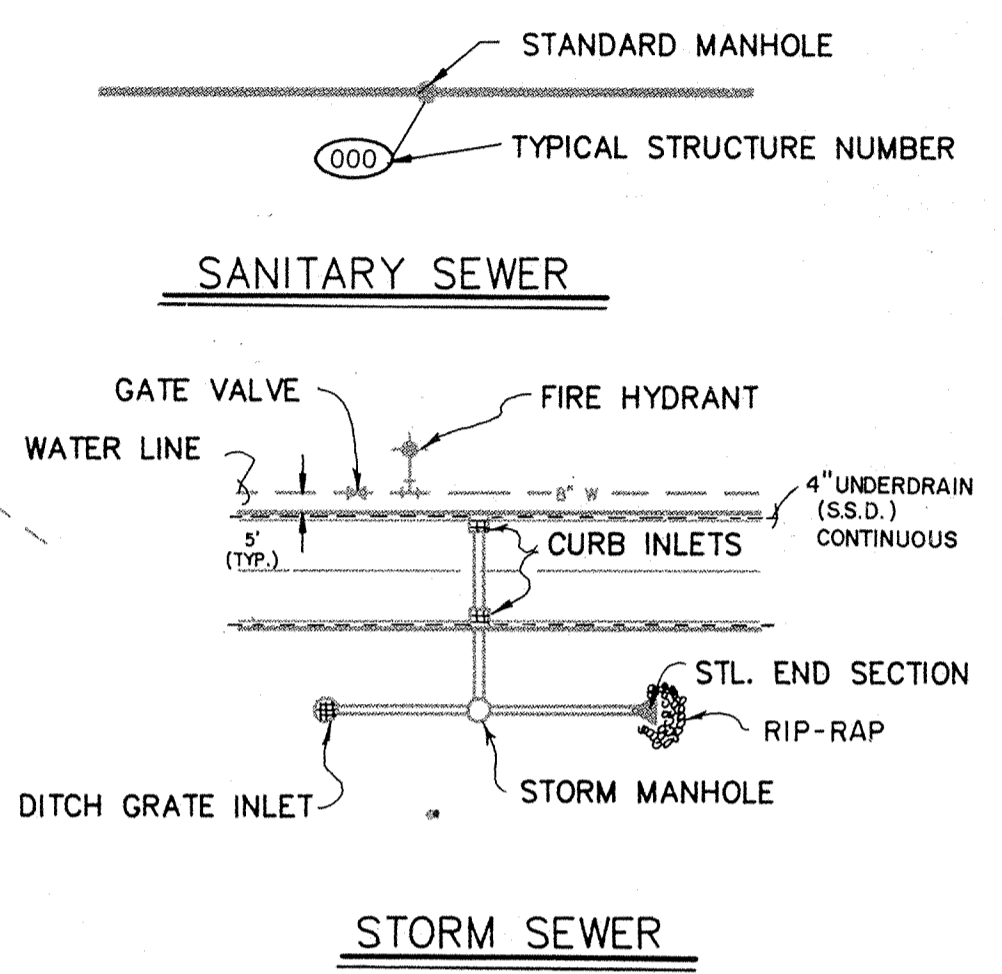 STANDARD MANHOLE
000
TYPICAL STRUCTURE NUMBER
SANITARY SEWER
GATE VALVE
FIRE HYDRANT
WATER LINE
8" W
4" UNDERDRAIN
(S.S.D.)
CONTINUOUS
5'
(TYP.)
CURB INLETS
STL. END SECTION
RIP-RAP
DITCH GRATE INLET
STORM MANHOLE
STORM SEWER